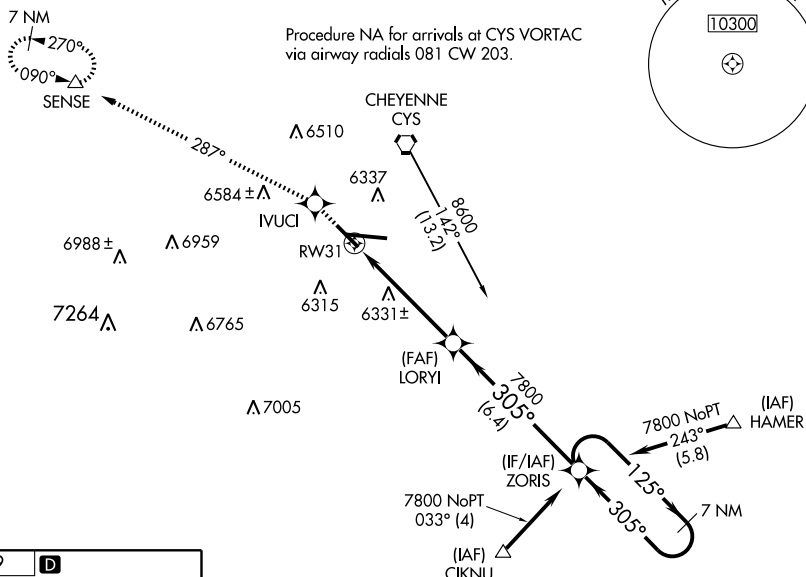 7 NM
270°
090°
SENSE
Procedure NA for arrivals at CYS VORTAC
via airway radials 081 CW 203.
10300
CHEYENNE
CYS
287°
6510
6584 ±
6337
8600
142°
(13.2)
IVUCI
RW31
6988 ±
6959
6315
6331±
7264
6765
7005
(FAF)
LORYI
7800
305°
(6.4)
(IAF)
HAMER
7800 NoPT
243°
(5.8)
(IF/IAF)
ZORIS
125°
305°
7 NM
7800 NoPT
033° (4)
(IAF)
CIKNU
D